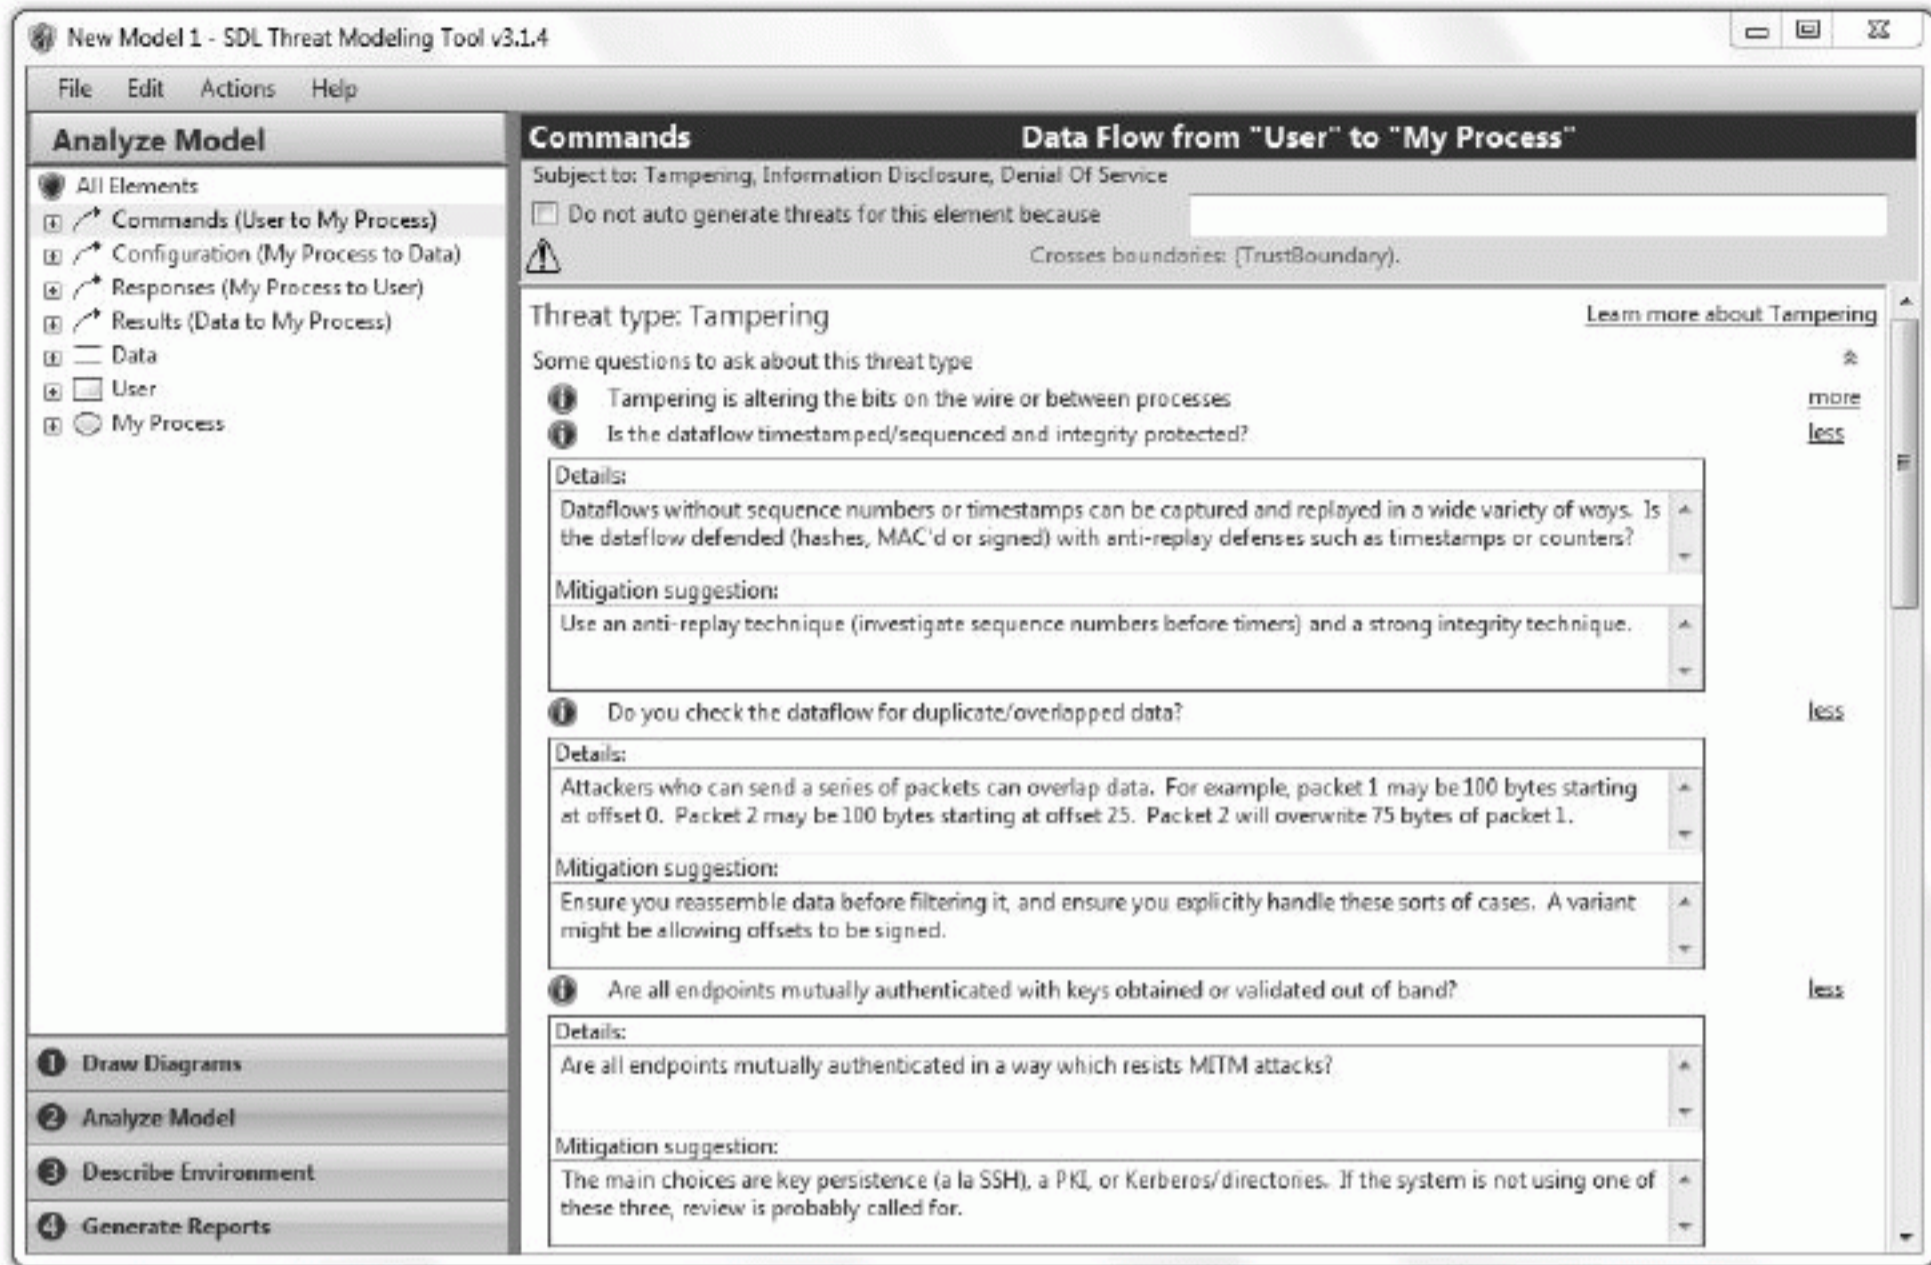 New Model 1 - SDL Threat Modeling Tool v3.1.4
File Edit Actions Help
Analyze Model
All Elements
Commands (User to My Process)
Configuration (My Process to Data)
Responses (My Process to User)
Results (Data to My Process)
Data
User
My Process
1 Draw Diagrams
2 Analyze Model
3 Describe Environment
4 Generate Reports
Commands Data Flow from "User" to "My Process"
Subject to: Tampering, Information Disclosure, Denial Of Service
Do not auto generate threats for this element because
Crosses boundaries: (TrustBoundary).
Threat type: Tampering Learn more about Tampering
Some questions to ask about this threat type
Tampering is altering the bits on the wire or between processes more
Is the dataflow timestamped/sequenced and integrity protected? less
Details:
Dataflows without sequence numbers or timestamps can be captured and replayed in a wide variety of ways. Is
the dataflow defended (hashes, MAC'd or signed) with anti-replay defenses such as timestamps or counters?
Mitigation suggestion:
Use an anti-replay technique (investigate sequence numbers before timers) and a strong integrity technique.
Do you check the dataflow for duplicate/overlapped data? less
Details:
Attackers who can send a series of packets can overlap data. For example, packet 1 may be 100 bytes starting
at offset 0. Packet 2 may be 100 bytes starting at offset 25. Packet 2 will overwrite 75 bytes of packet 1.
Mitigation suggestion:
Ensure you reassemble data before filtering it, and ensure you explicitly handle these sorts of cases. A variant
might be allowing offsets to be signed.
Are all endpoints mutually authenticated with keys obtained or validated out of band? less
Details:
Are all endpoints mutually authenticated in a way which resists MITM attacks?
Mitigation suggestion:
The main choices are key persistence (a la SSH), a PKI, or Kerberos/directories. If the system is not using one of
these three, review is probably called for.